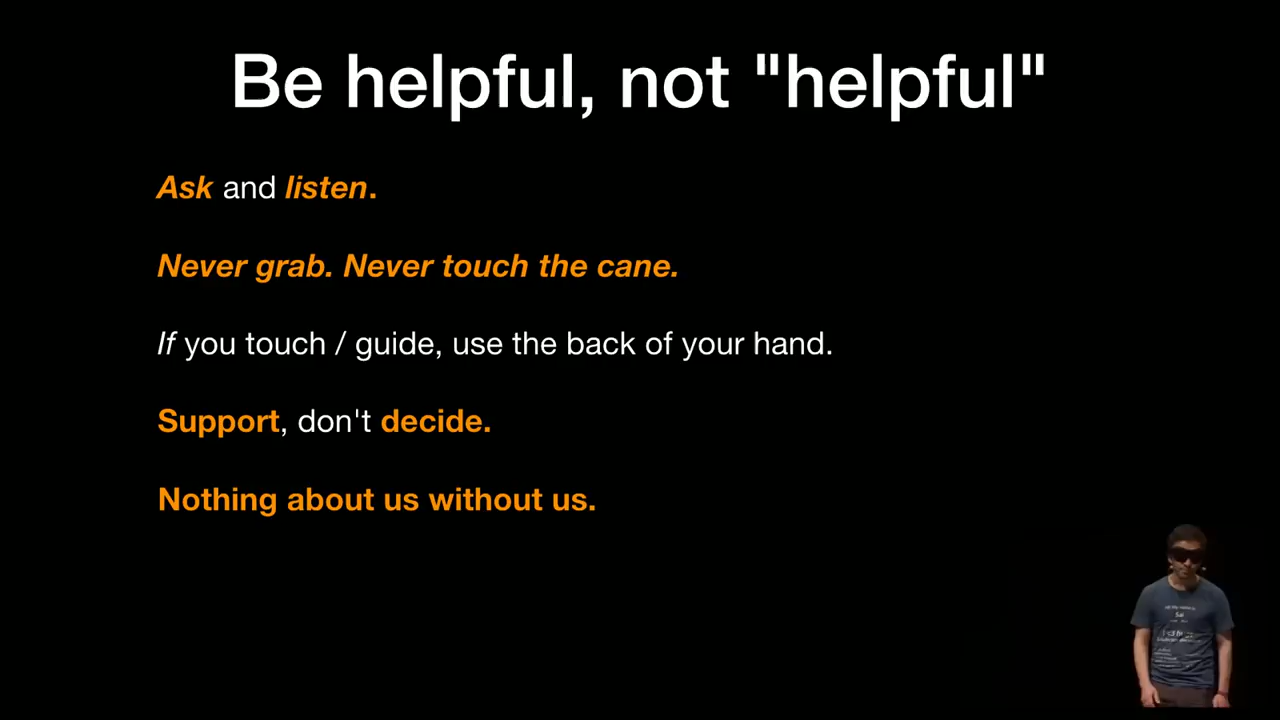 Be helpful, not "helpful"
Ask and listen.
Never grab. Never touch the cane.
If you touch / guide, use the back of your hand.
Support, don't decide.
Nothing about us without us.
Sai